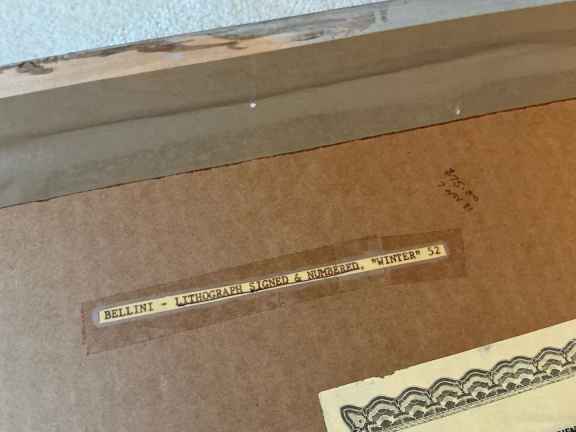 BELLINI - LITHOGRAPH SIGNED & NUMBERED. "WINTER" 52